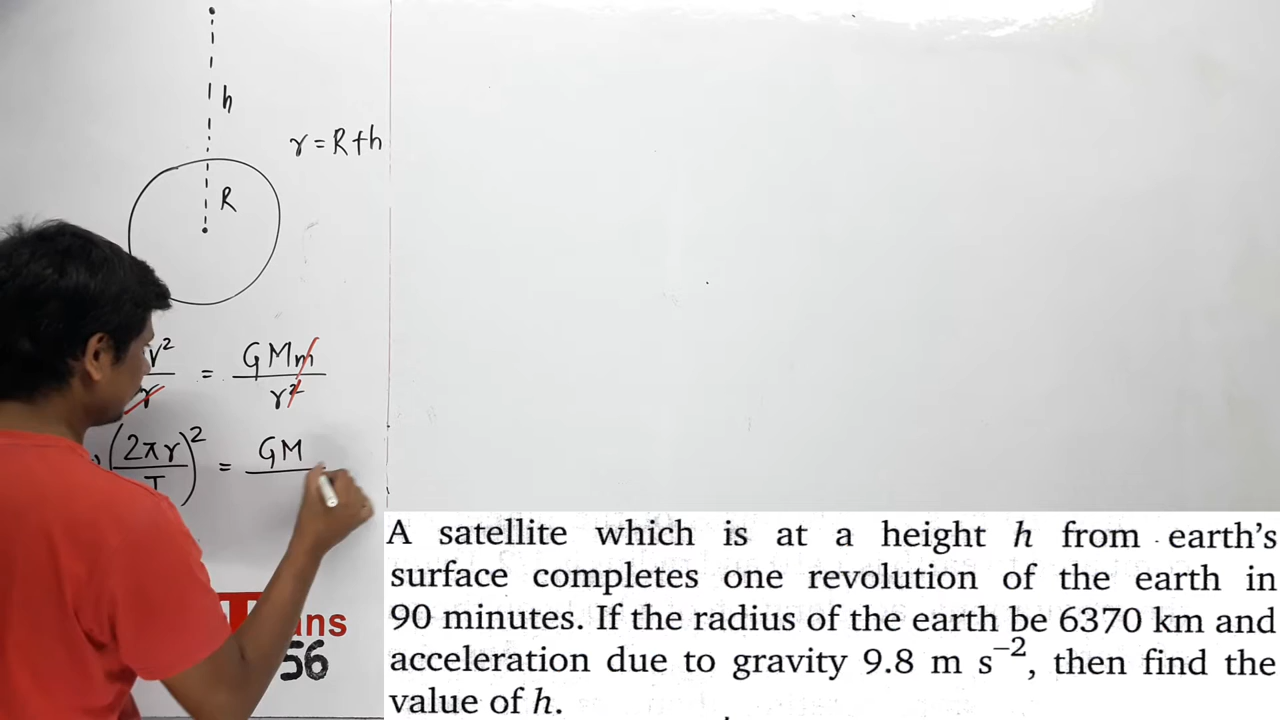 h
r = R+h
R
v² / r = GMm / r²
(2πr / T)² = GM
ans
56
A satellite which is at a height h from earth's
surface completes one revolution of the earth in
90 minutes. If the radius of the earth be 6370 km and
acceleration due to gravity 9.8 m s⁻², then find the
value of h.